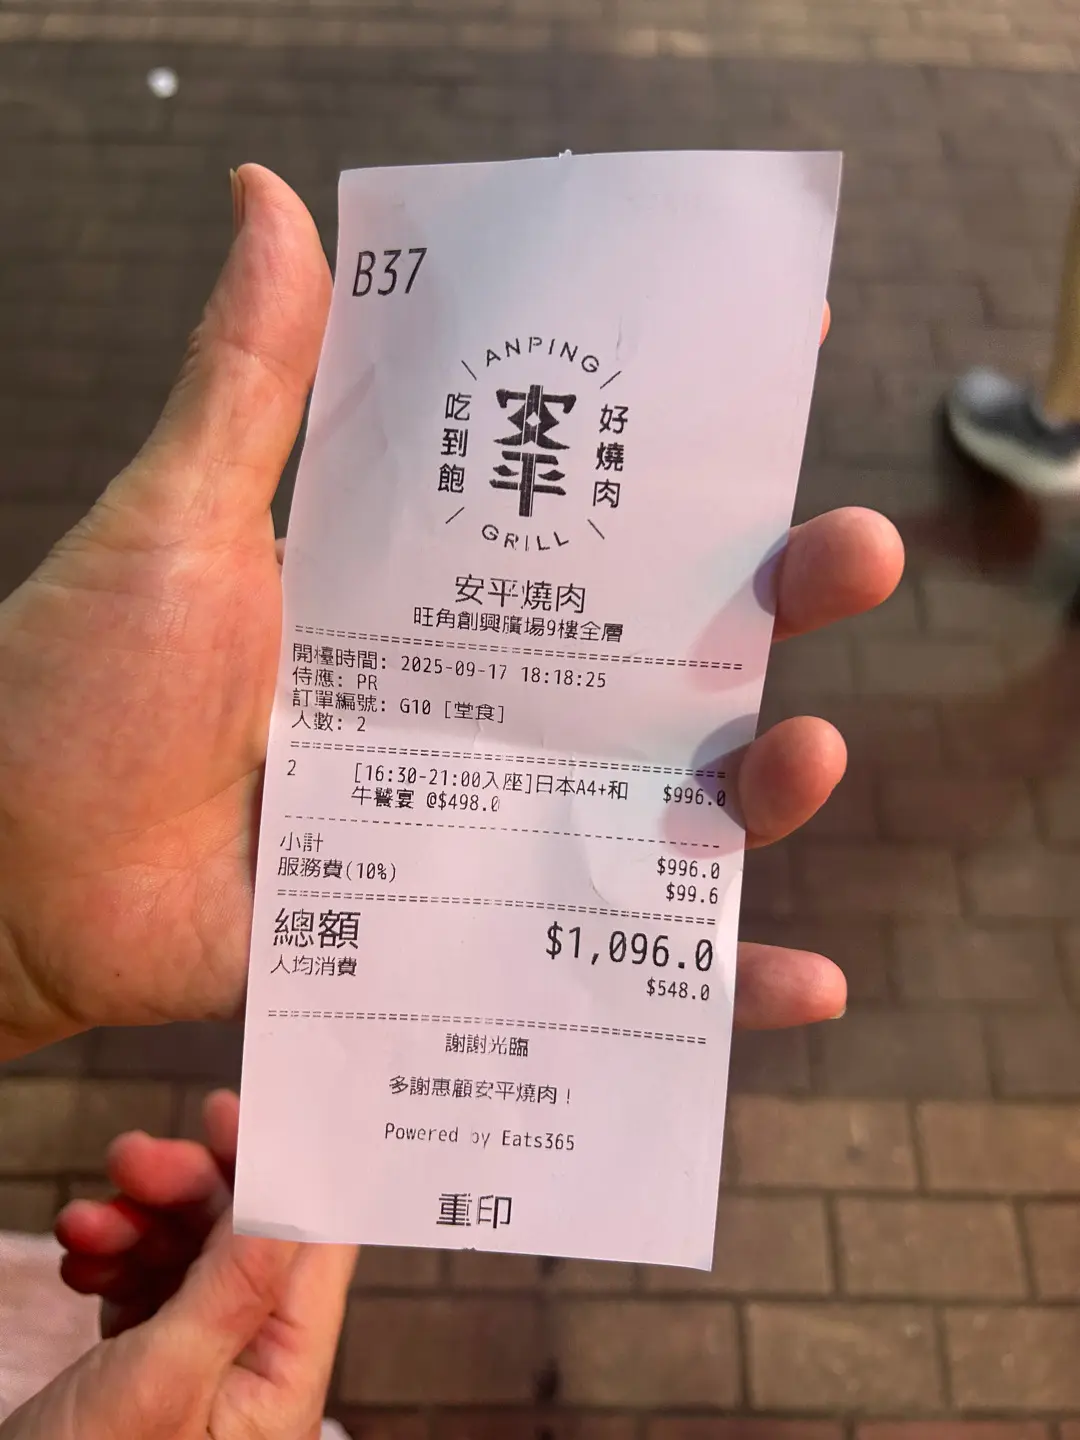 B37
ANPING
吃到飽
安平
好燒肉
GRILL
安平燒肉
旺角創興廣場9樓全層
開檯時間: 2025-09-17 18:18:25
侍應: PR
訂單編號: G10 [堂食]
人數: 2
2 [16:30-21:00入座]日本A4+和 $996.0
牛饗宴 @$498.0
小計 $996.0
服務費(10%) $99.6
總額 $1,096.0
人均消費 $548.0
謝謝光臨
多謝惠顧安平燒肉！
Powered by Eats365
重印